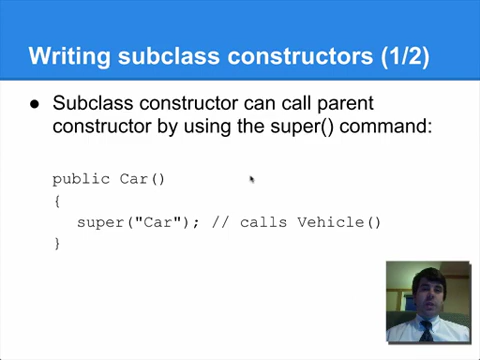 Writing subclass constructors (1/2)
● Subclass constructor can call parent
constructor by using the super() command:
public Car()
{
super("Car"); // calls Vehicle()
}